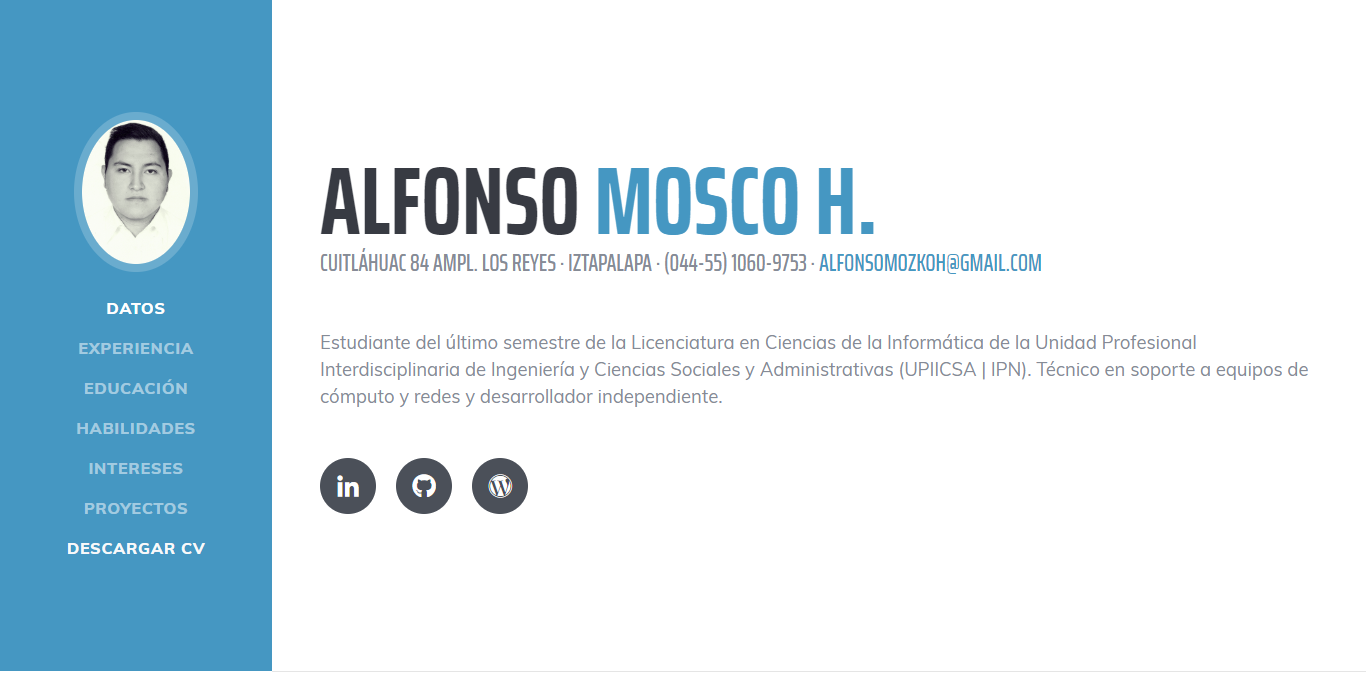 DATOS
EXPERIENCIA
EDUCACIÓN
HABILIDADES
INTERESES
PROYECTOS
DESCARGAR CV
ALFONSO MOSCO H.
CUITLÁHUAC 84 AMPL. LOS REYES · IZTAPALAPA · (044-55) 1060-9753 · ALFONSOMOZKOH@GMAIL.COM
Estudiante del último semestre de la Licenciatura en Ciencias de la Informática de la Unidad Profesional
Interdisciplinaria de Ingeniería y Ciencias Sociales y Administrativas (UPIICSA | IPN). Técnico en soporte a equipos de
cómputo y redes y desarrollador independiente.
in